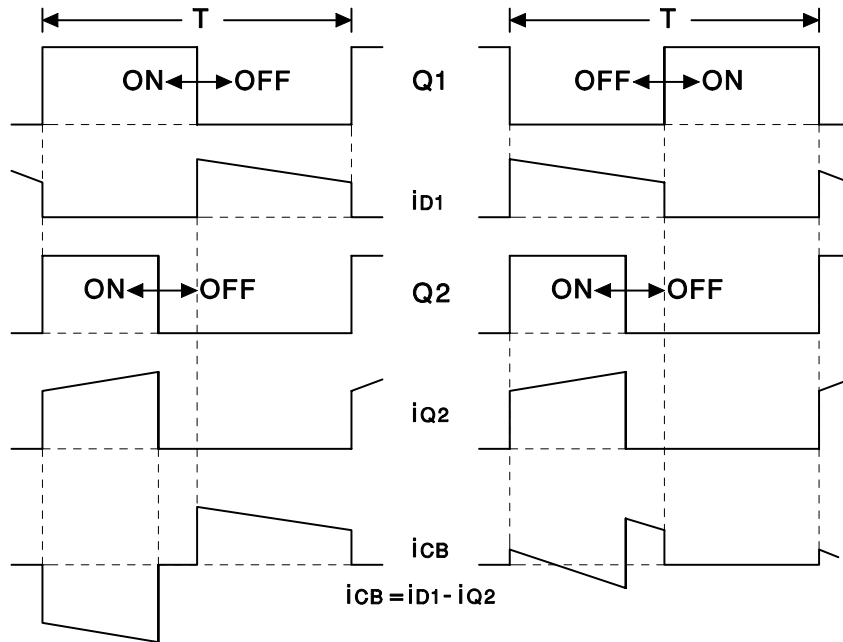 T T
ON OFF Q1 OFF ON
iD1
ON OFF Q2 ON OFF
iQ2
iCB
iCB = iD1 - iQ2